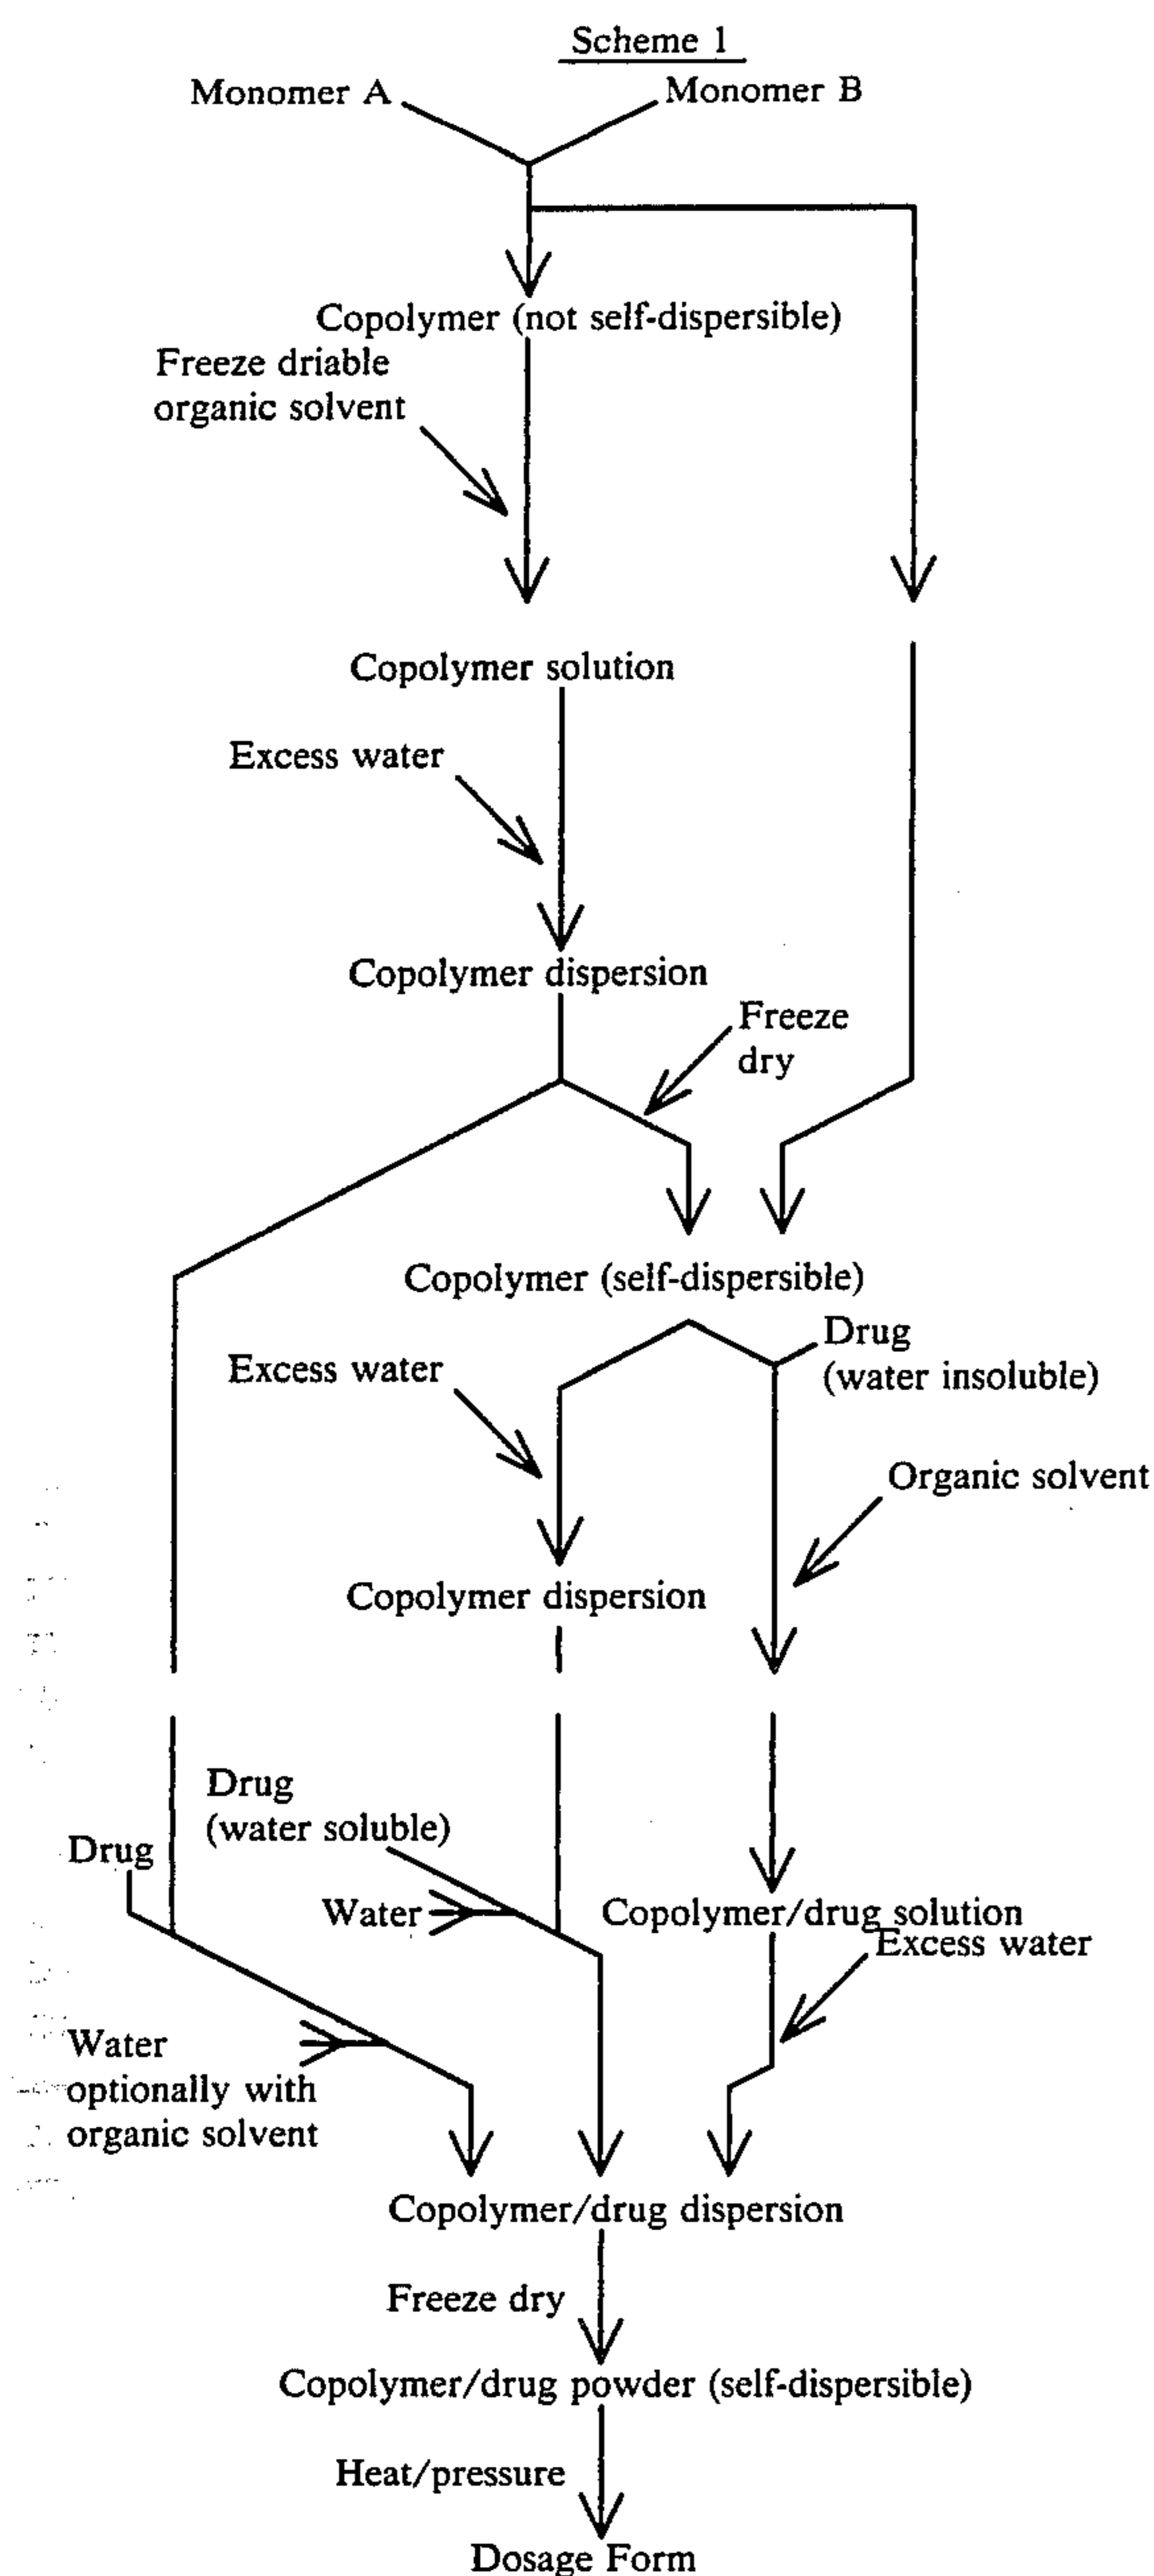 Scheme 1
Monomer A
Monomer B
Copolymer (not self-dispersible)
Freeze driable
organic solvent
Copolymer solution
Excess water
Copolymer dispersion
Freeze
dry
Copolymer (self-dispersible)
Drug
(water insoluble)
Excess water
Organic solvent
Copolymer dispersion
Drug
(water soluble)
Drug
Water
Copolymer/drug solution
Excess water
Water
optionally with
organic solvent
Copolymer/drug dispersion
Freeze dry
Copolymer/drug powder (self-dispersible)
Heat/pressure
Dosage Form